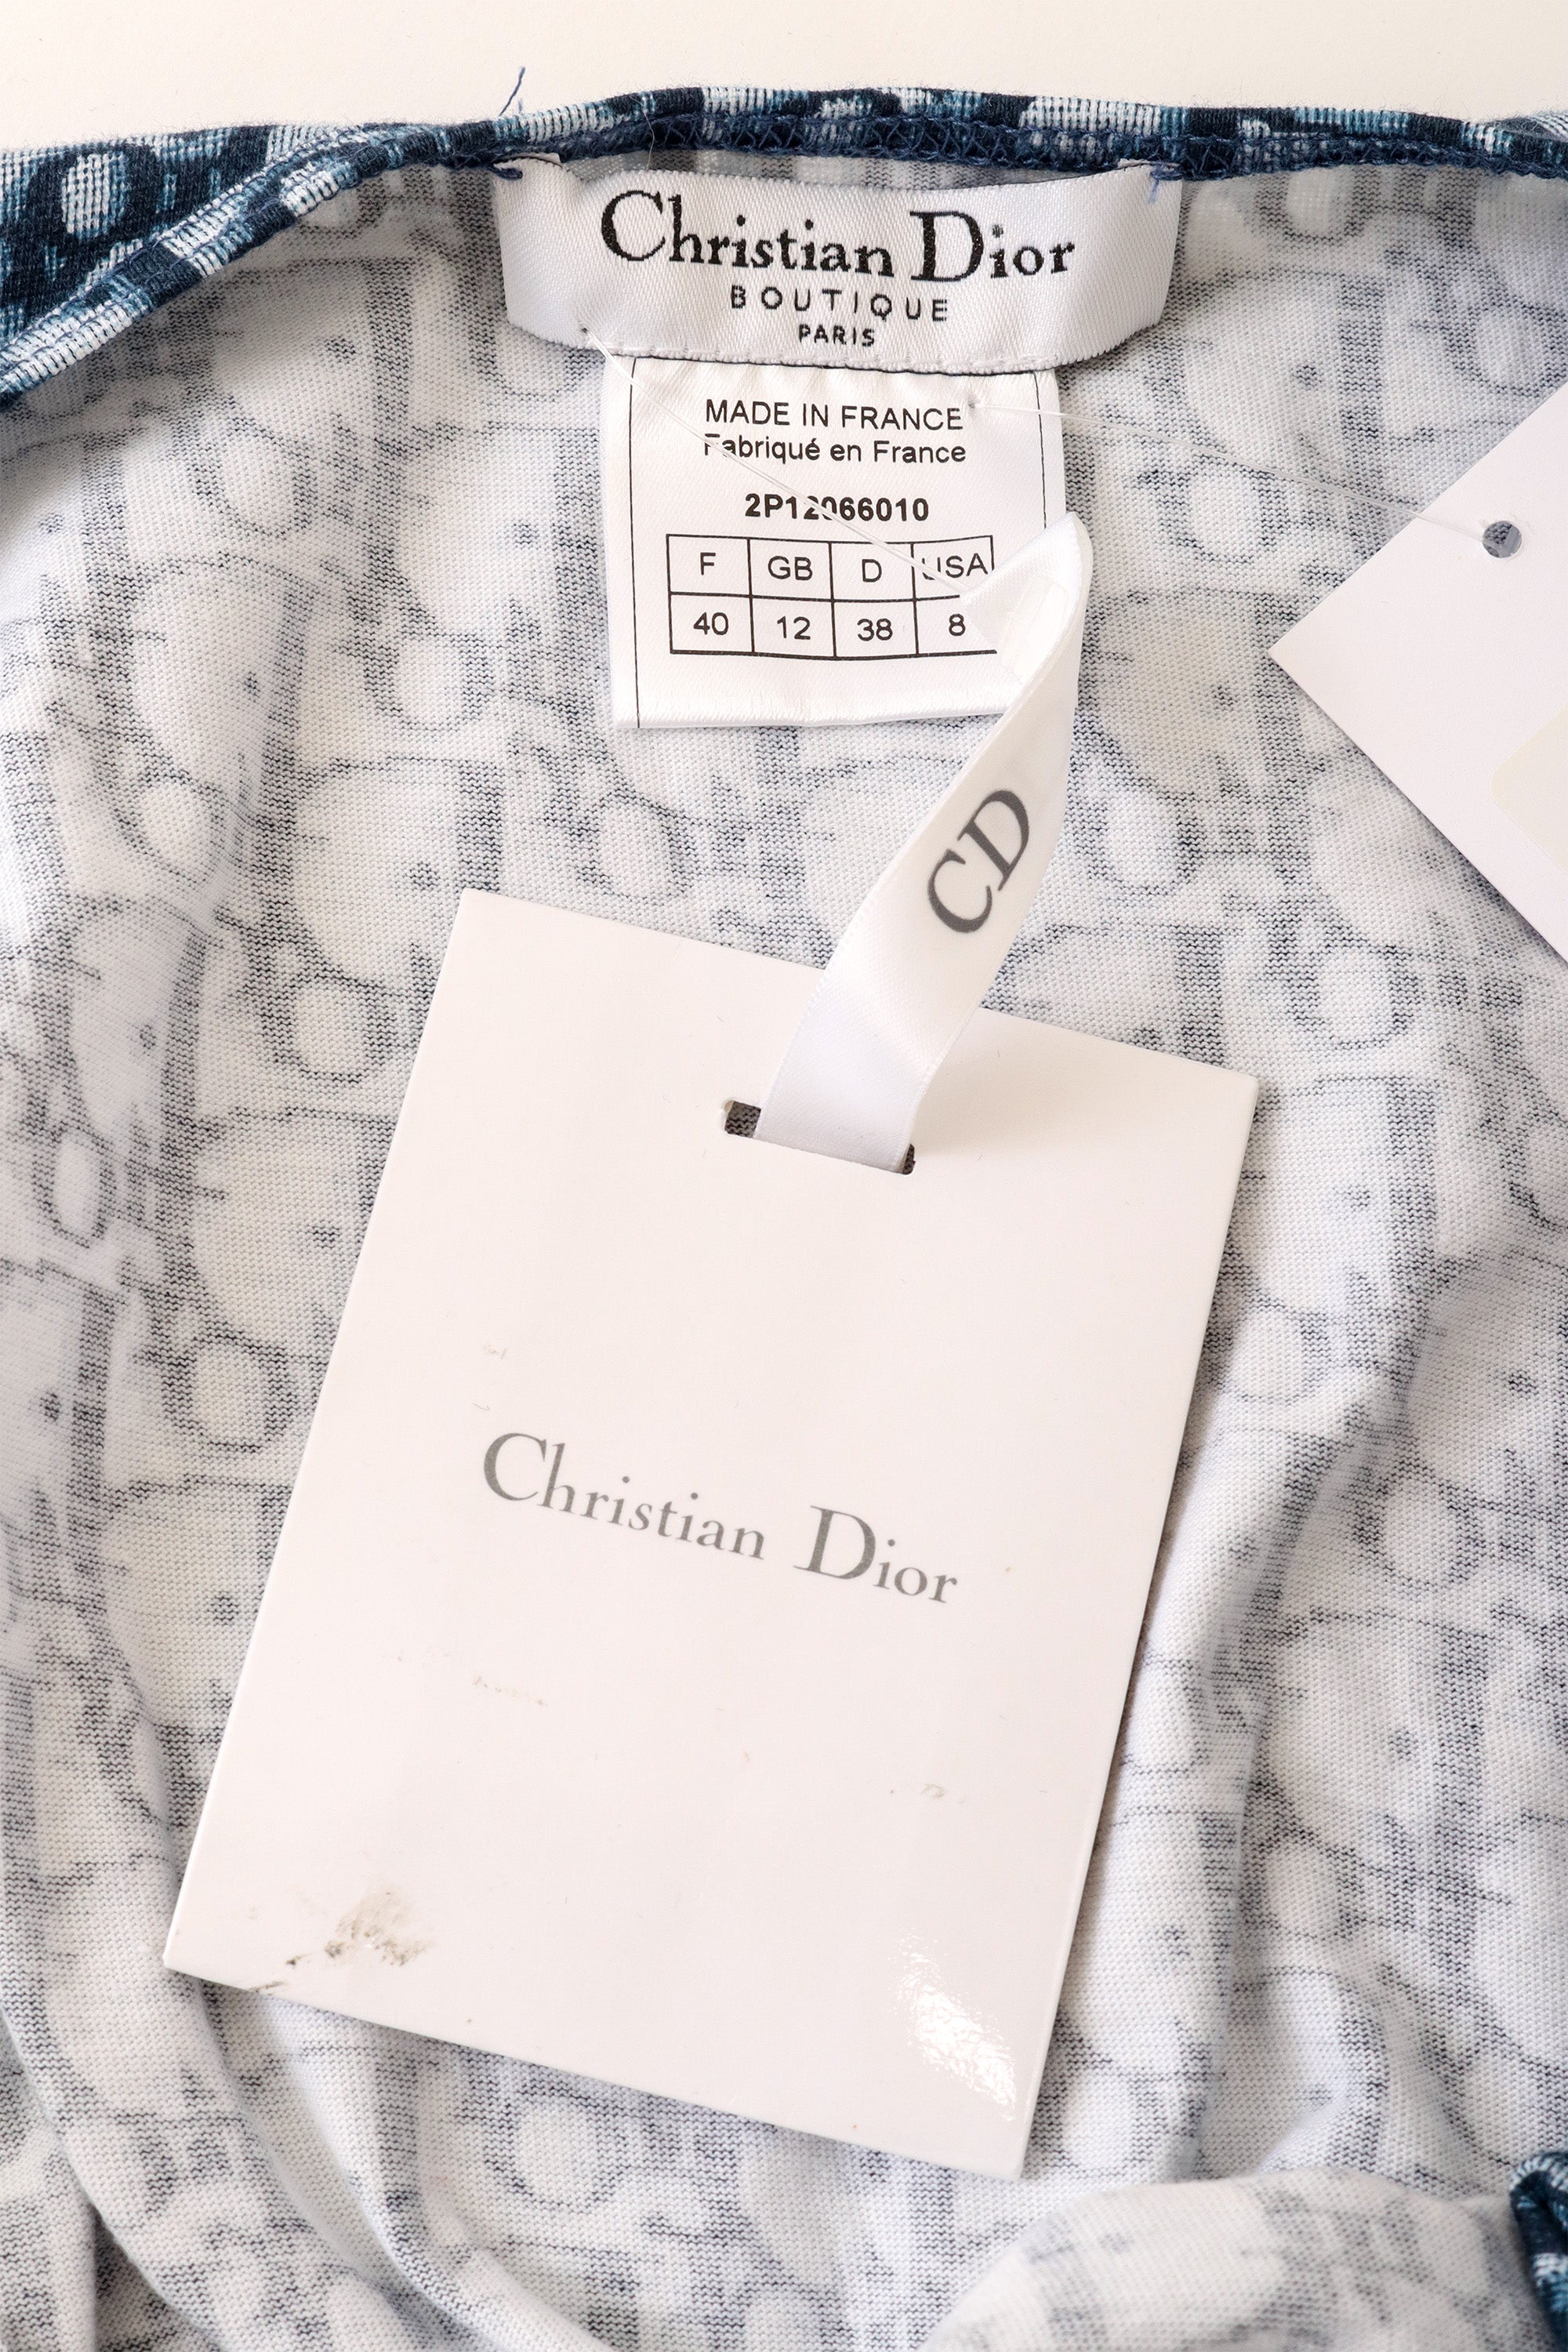 Christian Dior
BOUTIQUE
PARIS
MADE IN FRANCE
Fabriqué en France
2P12066010
F GB D USA
40 12 38 8
CD
Christian Dior